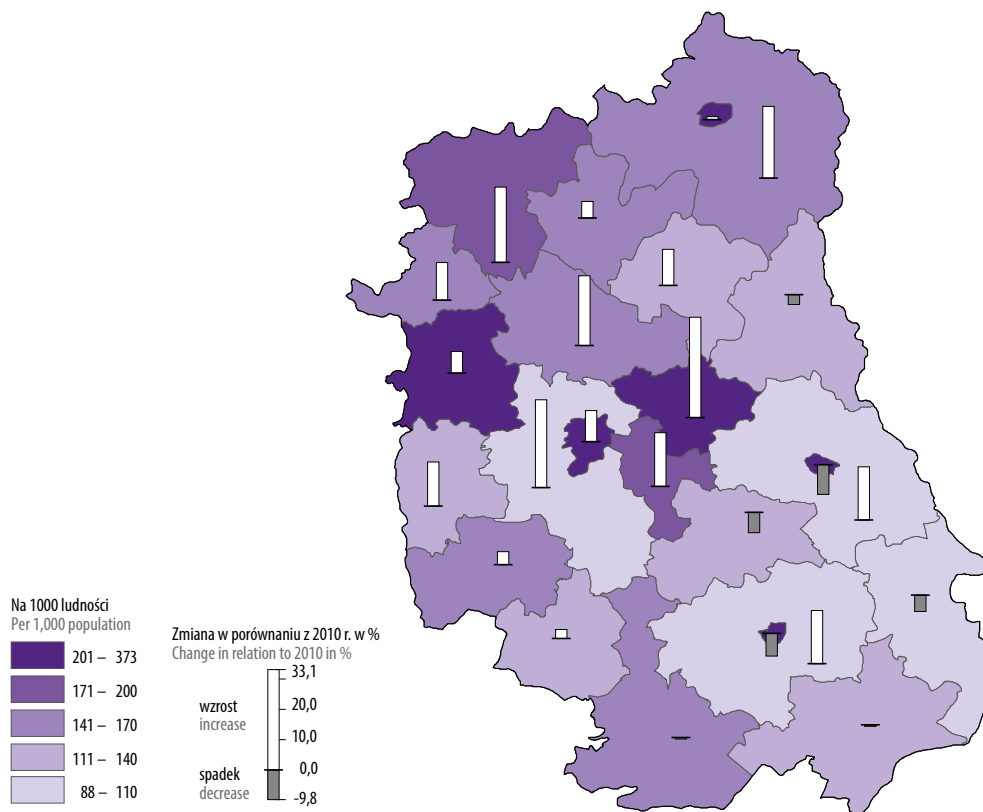 Na 1000 ludności
Per 1,000 population
201 – 373
171 – 200
141 – 170
111 – 140
88 – 110
Zmiana w porównaniu z 2010 r. w %
Change in relation to 2010 in %
33,1
wzrost
increase
20,0
10,0
0,0
spadek
decrease
-9,8